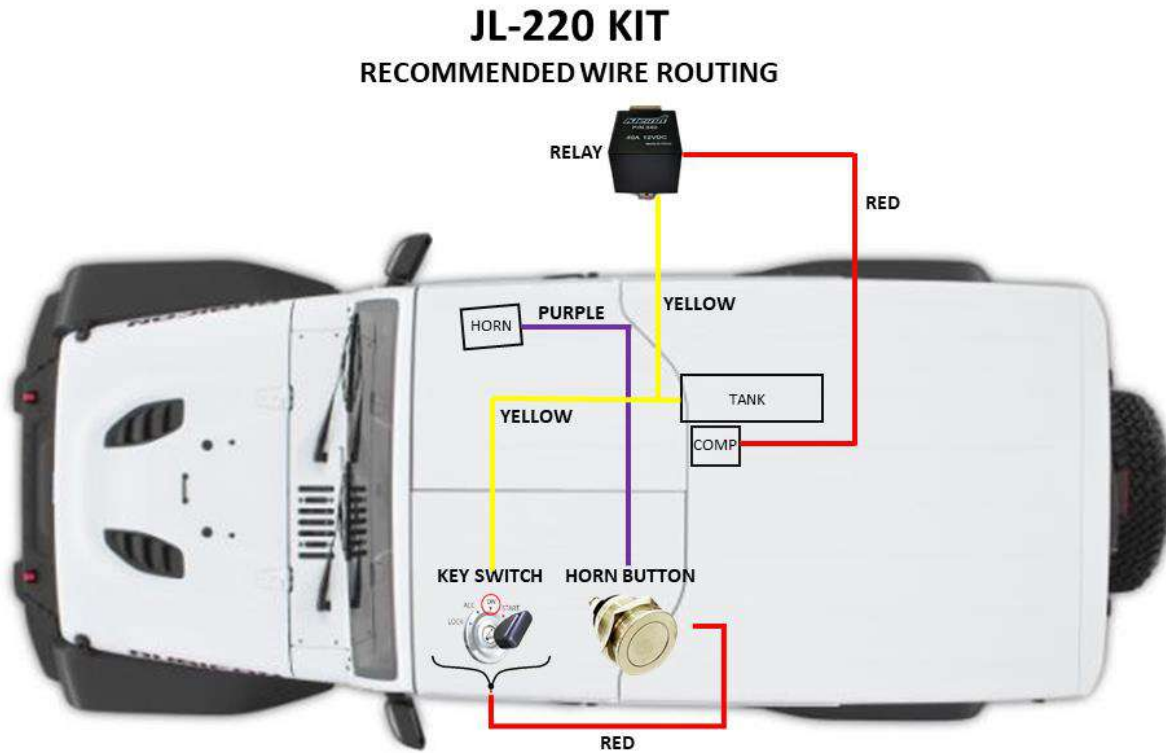 JL-220 KIT
RECOMMENDED WIRE ROUTING
Kleinn
RELAY
40A 12VDC
RED
PURPLE
YELLOW
HORN
YELLOW
TANK
COMP
KEY SWITCH
HORN BUTTON
LOCK
ACC
ON
START
RED